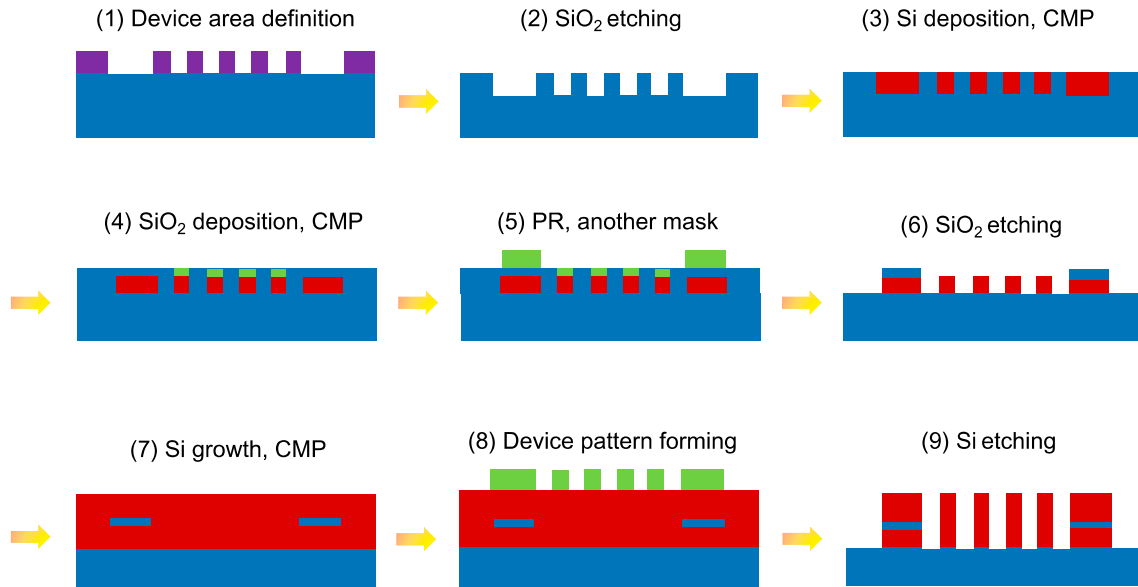 (1) Device area definition
(2) SiO₂ etching
(3) Si deposition, CMP
(4) SiO₂ deposition, CMP
(5) PR, another mask
(6) SiO₂ etching
(7) Si growth, CMP
(8) Device pattern forming
(9) Si etching